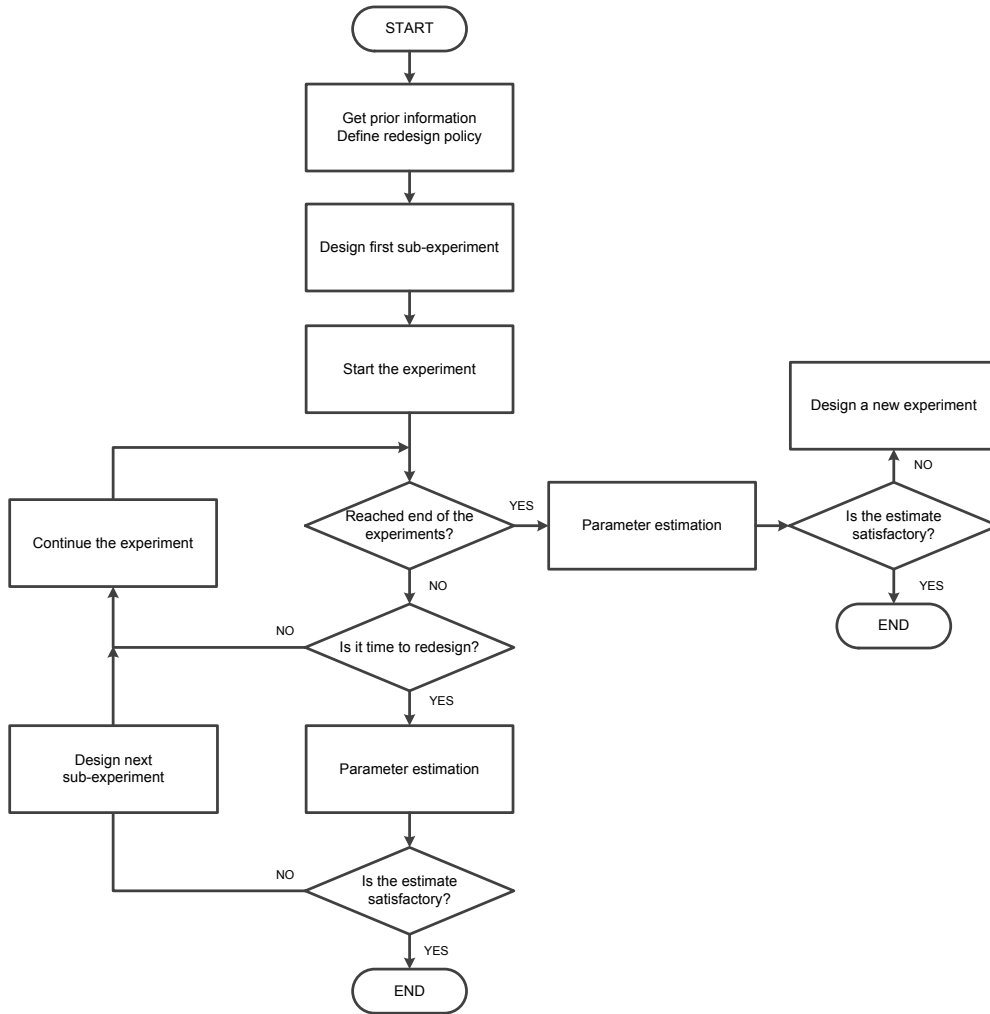 START
Get prior information
Define redesign policy
Design first sub-experiment
Start the experiment
Design a new experiment
NO
Continue the experiment
Reached end of the
experiments?
YES
Parameter estimation
Is the estimate
satisfactory?
NO
YES
END
NO
Is it time to redesign?
YES
Design next
sub-experiment
Parameter estimation
NO
Is the estimate
satisfactory?
YES
END